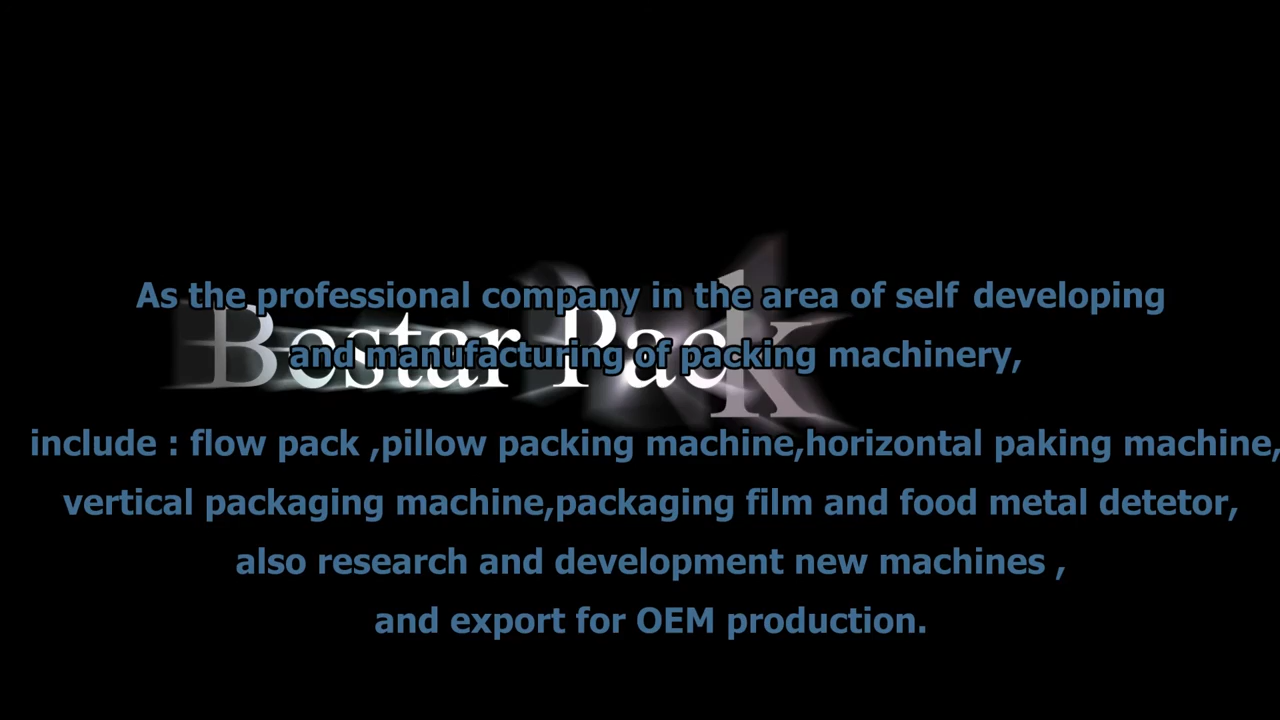 As the professional company in the area of self developing
Bestar Pack
and manufacturing of packing machinery,
include : flow pack ,pillow packing machine,horizontal paking machine,
vertical packaging machine,packaging film and food metal detetor,
also research and development new machines ,
and export for OEM production.